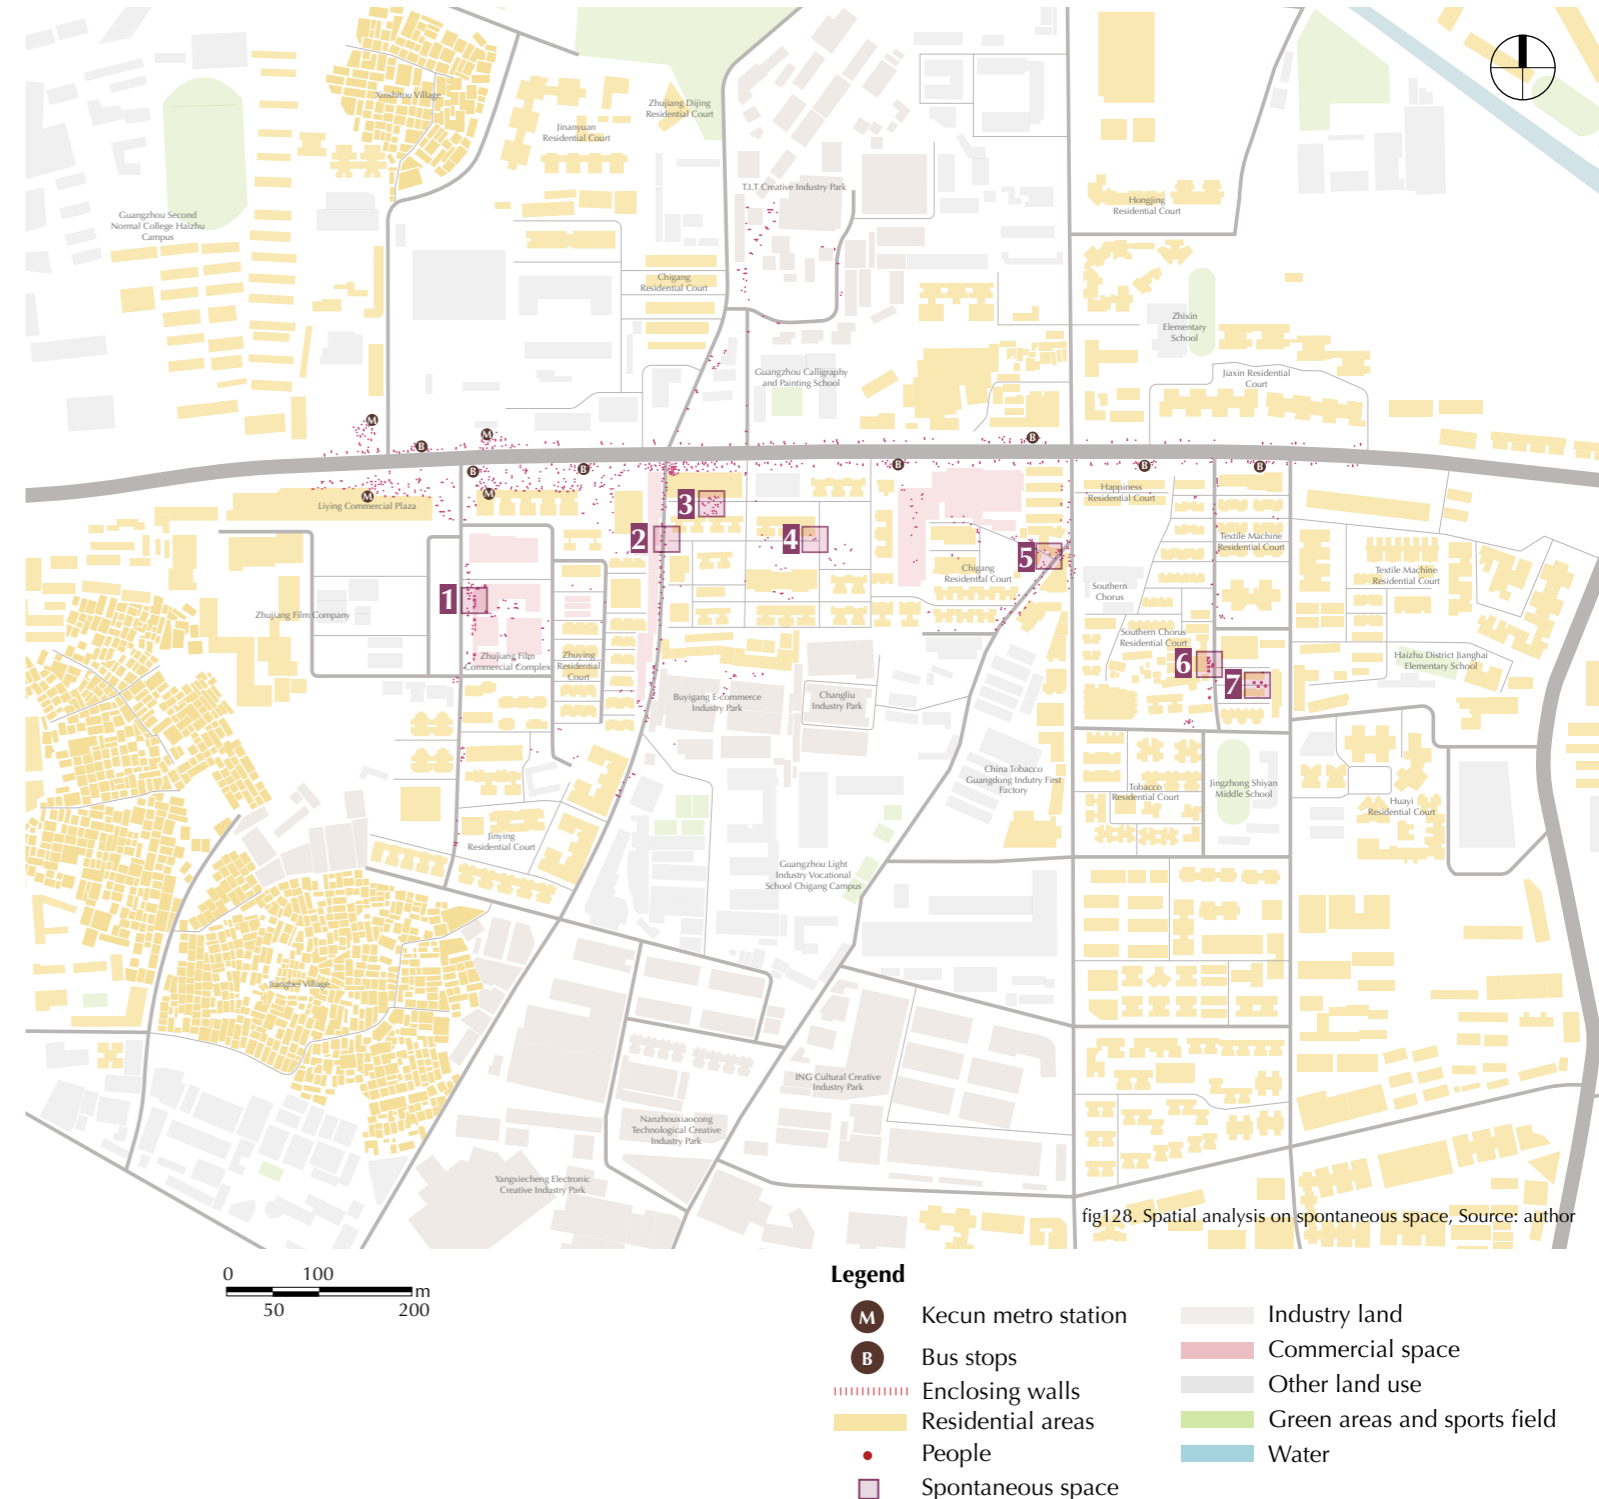 Xinshitou Village
Zhujiang Dijing
Residential Court
Jinanyuan
Residential Court
T.I.T Creative Industry Park
Guangzhou Second
Normal College Haizhu
Campus
Hongjing
Residential Court
Chigang
Residential Court
Zhixin
Elementary
School
Guangzhou Calligraphy
and Painting School
Jiaxin Residential
Court
M
B
M
B
B
B
B
B
B
M
M
Liying Commercial Plaza
3
2
4
5
1
Happiness
Residential Court
Textile Machine
Residential Court
Textile Machine
Residential Court
Chigang
Residential Court
Southern
Chorus
Zhujiang Film Company
Southern Chorus
Residential Court
Zhujiang Film
Commercial Complex
Zhuying
Residential
Court
6
7
Haizhu District Jianghai
Elementary School
Buyigang E-commerce
Industry Park
Changliu
Industry Park
China Tobacco
Guangdong Indutry First
Factory
Tobacco
Residential Court
Jingzhong Shiyan
Middle School
Huayi
Residential Court
Jinying
Residential Court
Guangzhou Light
Industry Vocational
School Chigang Campus
Jiangbei Village
ING Cultural Creative
Industry Park
Nanzhouxiaocong
Technological Creative
Industry Park
Yangxiecheng Electronic
Creative Industry Park
fig128. Spatial analysis on spontaneous space, Source: author
0 100
m
50 200
Legend
M Kecun metro station
B Bus stops
Enclosing walls
Residential areas
People
Spontaneous space
Industry land
Commercial space
Other land use
Green areas and sports field
Water